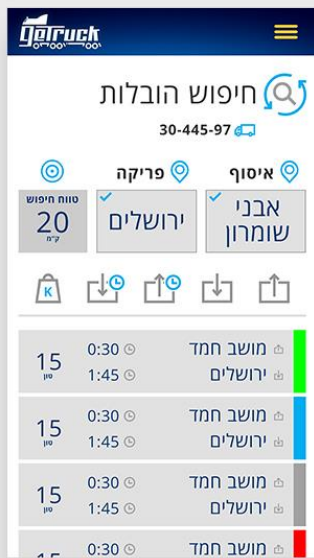 GETRUCK
חיפוש הובלות
30-445-97
איסוף
פריקה
אבני שומרון
ירושלים
טווח חיפוש
20
ק"מ
K
מושב חמד
0:30
ירושלים
1:45
15
טון
מושב חמד
0:30
ירושלים
1:45
15
טון
מושב חמד
0:30
ירושלים
1:45
15
טון
מושב חמד
0:30